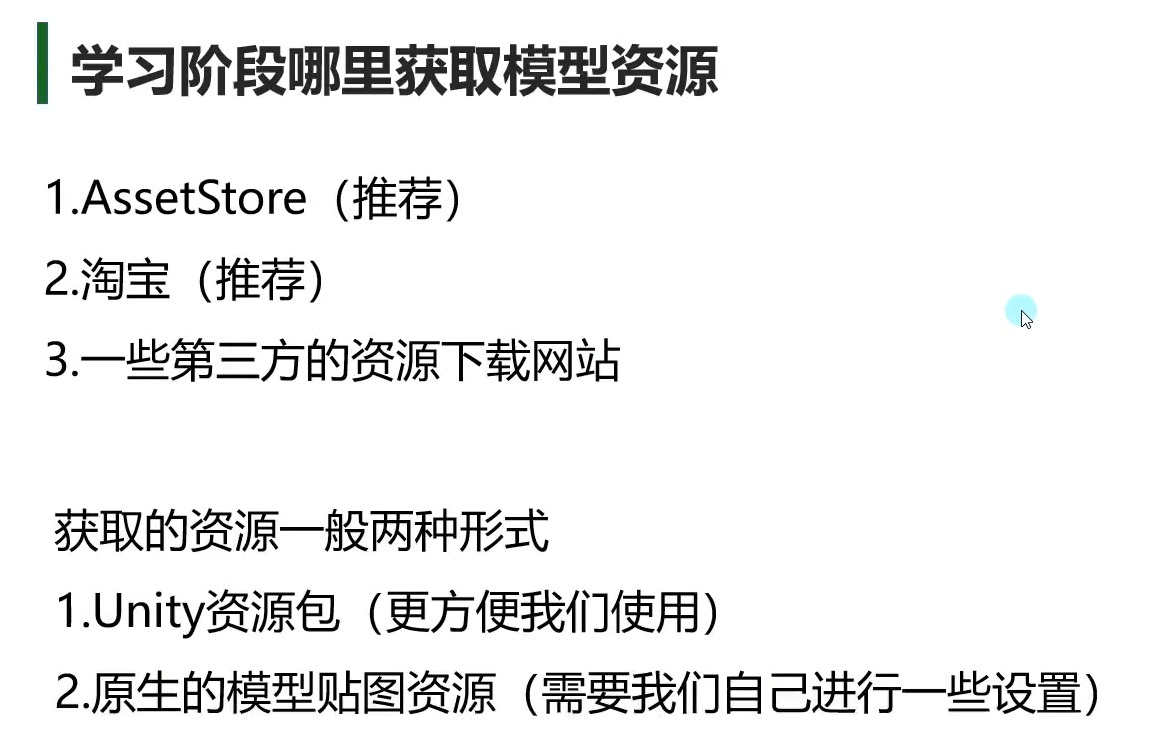 学习阶段哪里获取模型资源
1.AssetStore（推荐）
2.淘宝（推荐）
3.一些第三方的资源下载网站
获取的资源一般两种形式
1.Unity资源包（更方便我们使用）
2.原生的模型贴图资源（需要我们自己进行一些设置）